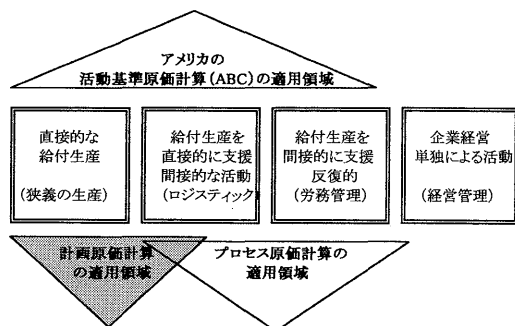 アメリカの
活動基準原価計算(ABC)の適用領域
直接的な
給付生産
(狭義の生産)
給付生産を
直接的に支援
間接的な活動
(ロジスティック)
給付生産を
間接的に支援
反復的
(労務管理)
企業経営
単独による活動
(経営管理)
計画原価計算
の適用領域
プロセス原価計算の
適用領域